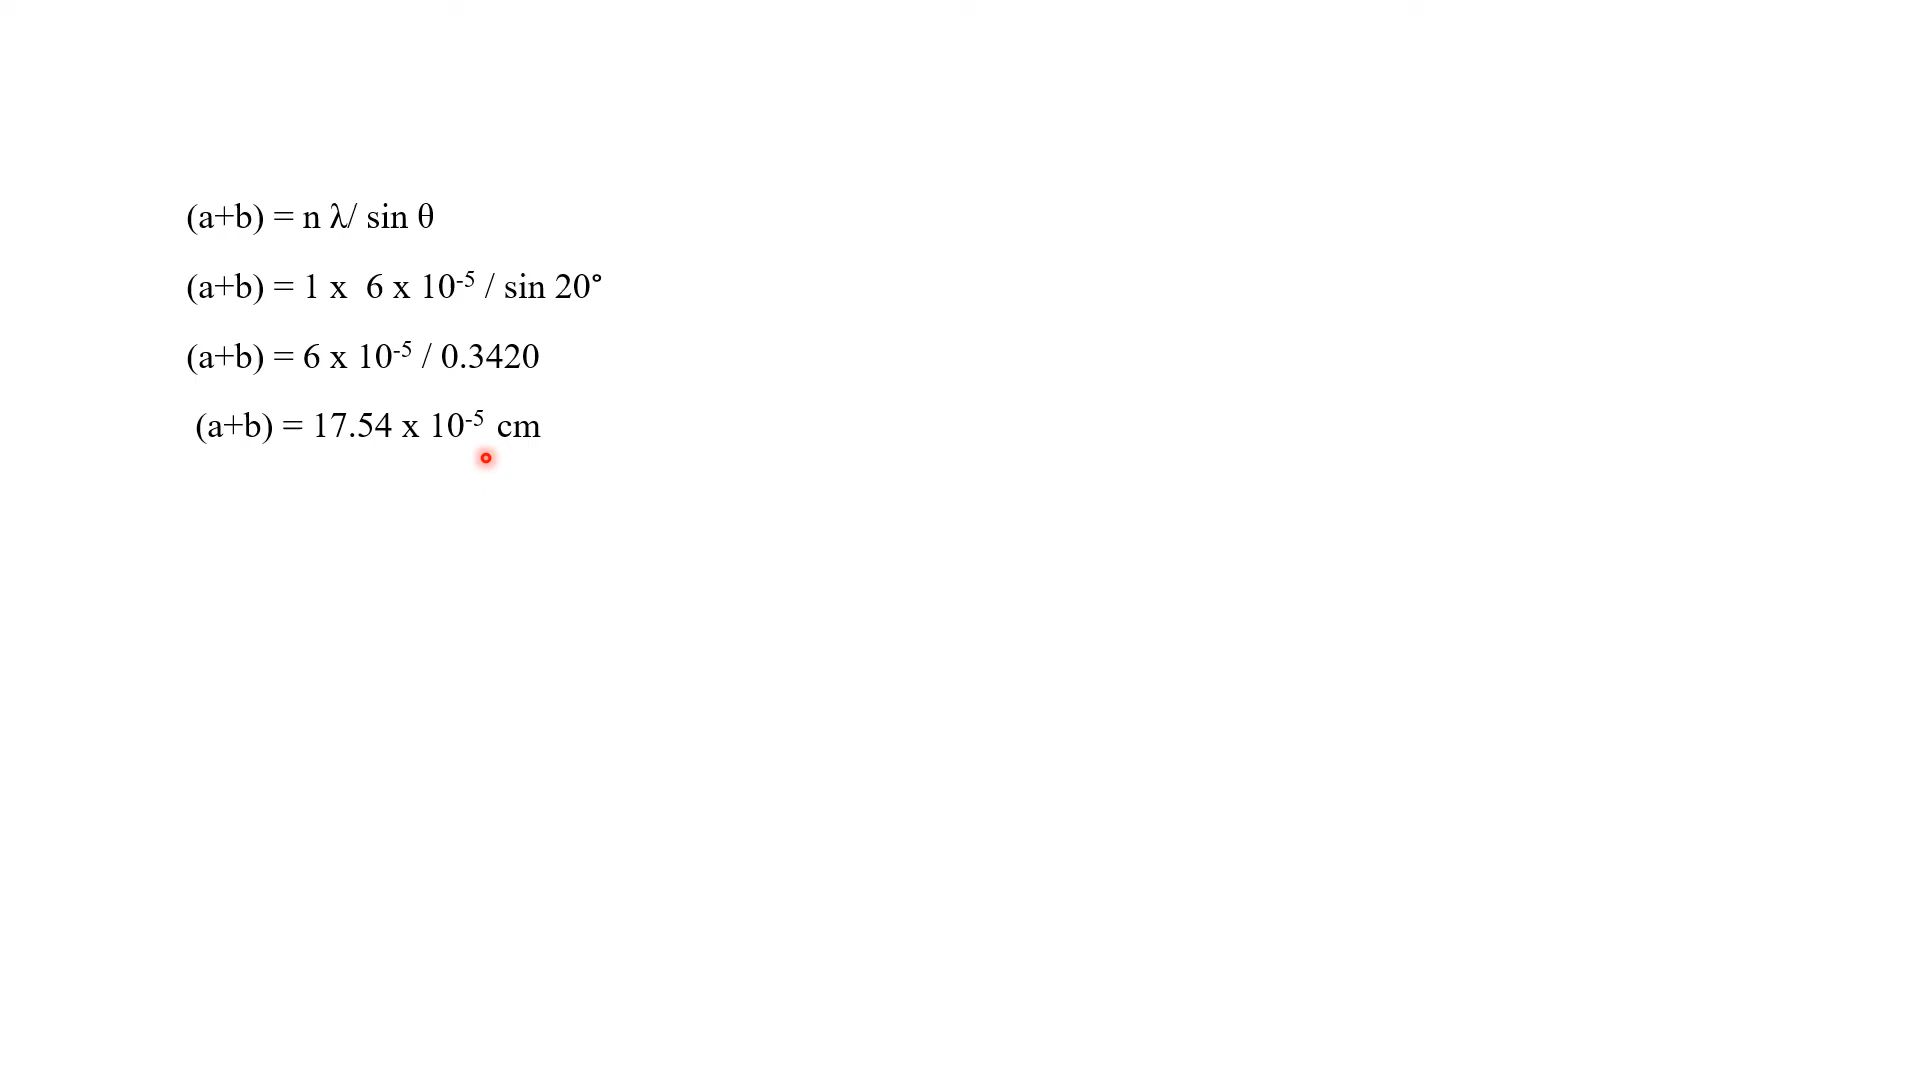 (a+b) = n λ/ sin θ
(a+b) = 1 x  6 x 10⁻⁵ / sin 20°
(a+b) = 6 x 10⁻⁵ / 0.3420
(a+b) = 17.54 x 10⁻⁵ cm